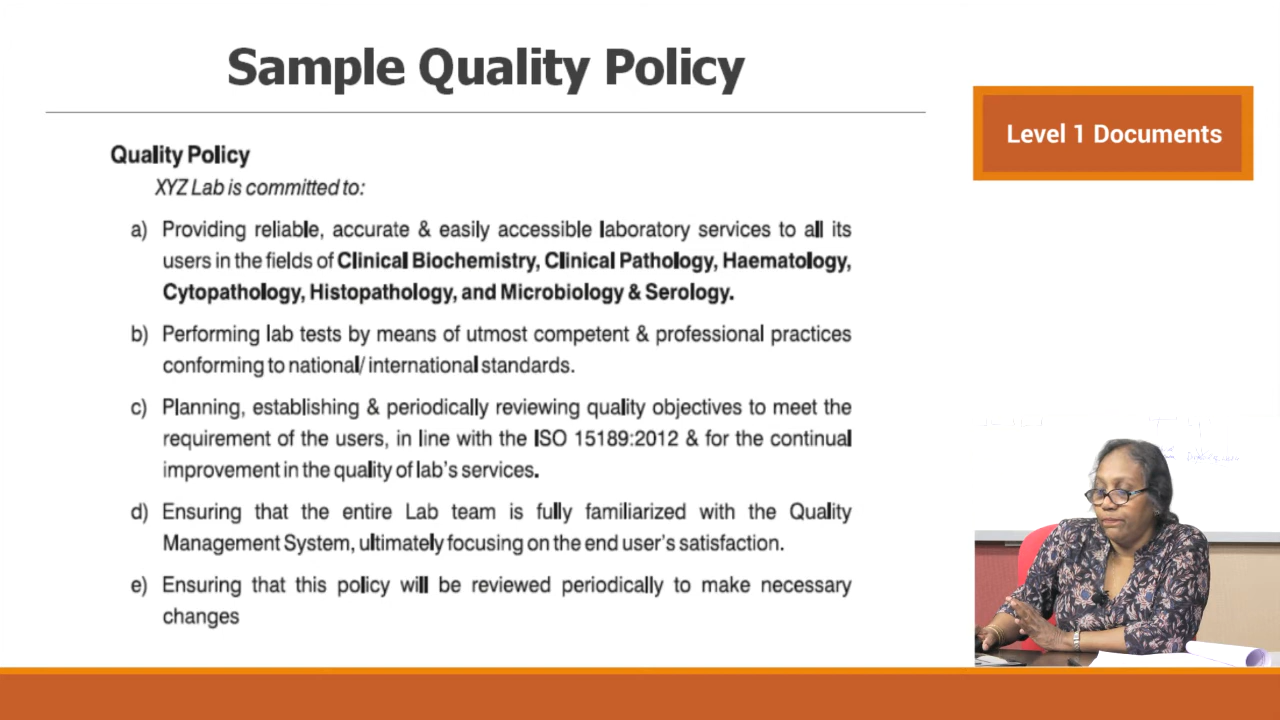 Sample Quality Policy
Level 1 Documents
Quality Policy
XYZ Lab is committed to:
a) Providing reliable, accurate & easily accessible laboratory services to all its
users in the fields of Clinical Biochemistry, Clinical Pathology, Haematology,
Cytopathology, Histopathology, and Microbiology & Serology.
b) Performing lab tests by means of utmost competent & professional practices
conforming to national/ international standards.
c) Planning, establishing & periodically reviewing quality objectives to meet the
requirement of the users, in line with the ISO 15189:2012 & for the continual
improvement in the quality of lab's services.
d) Ensuring that the entire Lab team is fully familiarized with the Quality
Management System, ultimately focusing on the end user's satisfaction.
e) Ensuring that this policy will be reviewed periodically to make necessary
changes